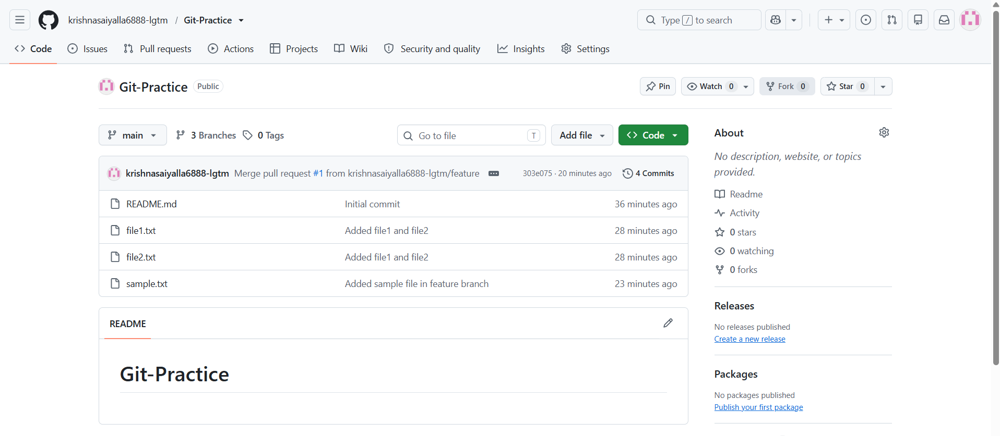 krishnasaiyalla6888-lgtm / Git-Practice
Type / to search
Code Issues Pull requests Actions Projects Wiki Security and quality Insights Settings
Git-Practice Public
Pin Watch 0 Fork 0 Star 0
main 3 Branches 0 Tags Go to file T Add file Code
krishnasaiyalla6888-lgtm Merge pull request #1 from krishnasaiyalla6888-lgtm/feature 303e075 · 20 minutes ago 4 Commits
README.md Initial commit 36 minutes ago
file1.txt Added file1 and file2 28 minutes ago
file2.txt Added file1 and file2 28 minutes ago
sample.txt Added sample file in feature branch 23 minutes ago
README
Git-Practice
About
No description, website, or topics
provided.
Readme
Activity
0 stars
0 watching
0 forks
Releases
No releases published
Create a new release
Packages
No packages published
Publish your first package